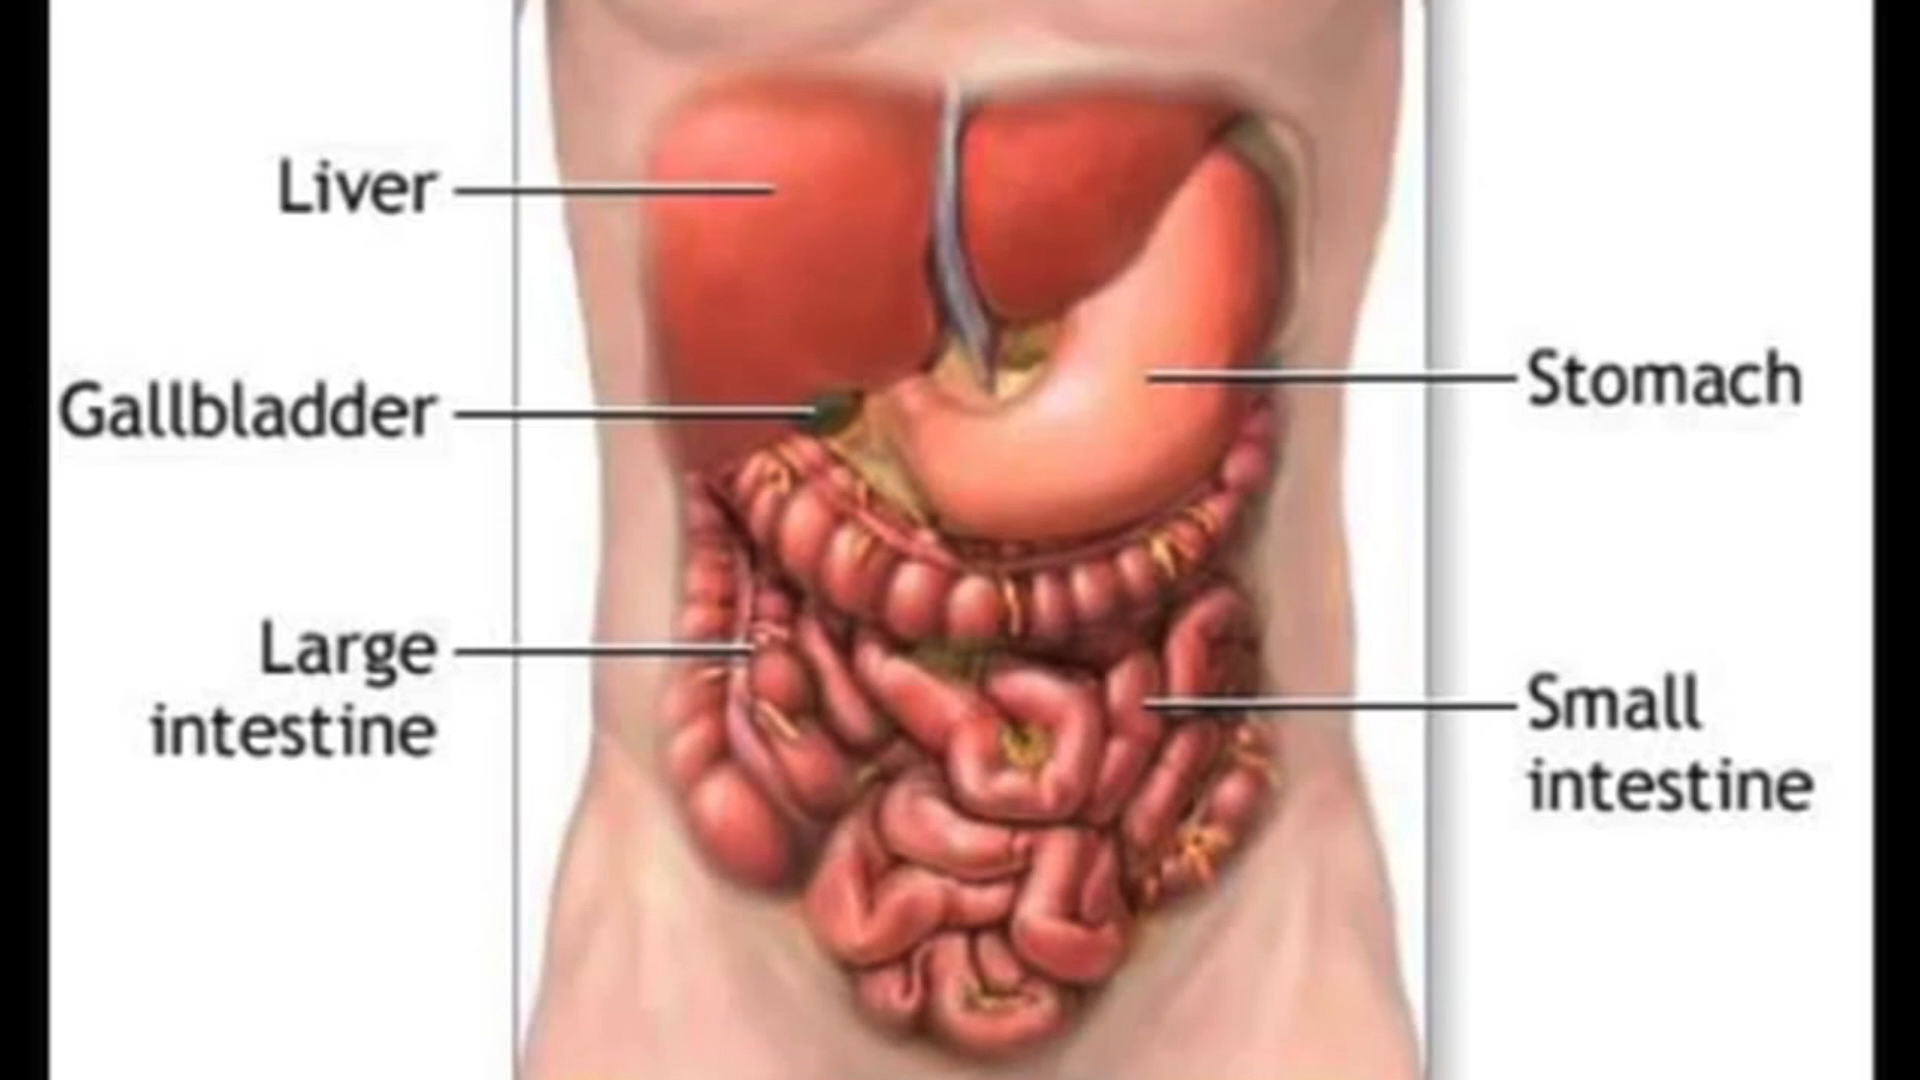 Liver
Gallbladder
Large
intestine
Stomach
Small
intestine